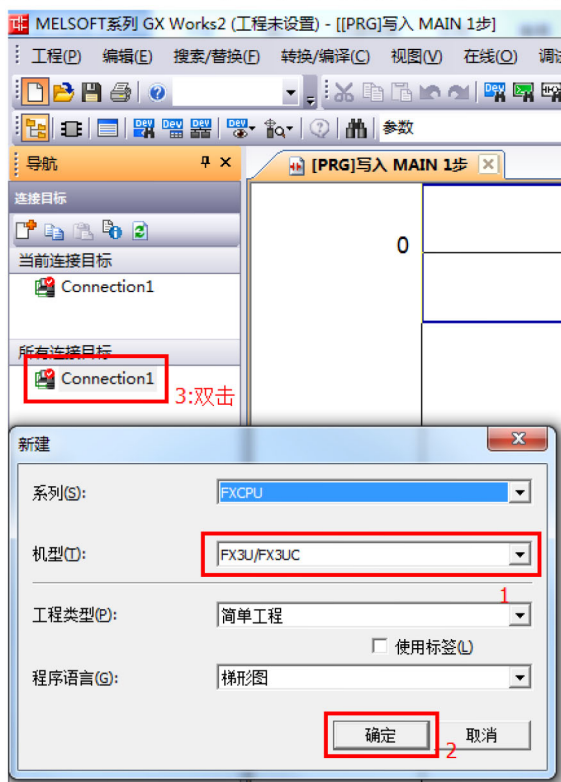 MELSOFT系列 GX Works2 (工程未设置) - [[PRG]写入 MAIN 1步]
工程(P) 编辑(E) 搜索/替换(F) 转换/编译(C) 视图(V) 在线(O) 调试
参数
导航
[PRG]写入 MAIN 1步
连接目标
当前连接目标
Connection1
0
所有连接目标
Connection1
3:双击
新建
系列(S): FXCPU
机型(T): FX3U/FX3UC
1
工程类型(P): 简单工程
使用标签(L)
程序语言(G): 梯形图
确定 取消
2